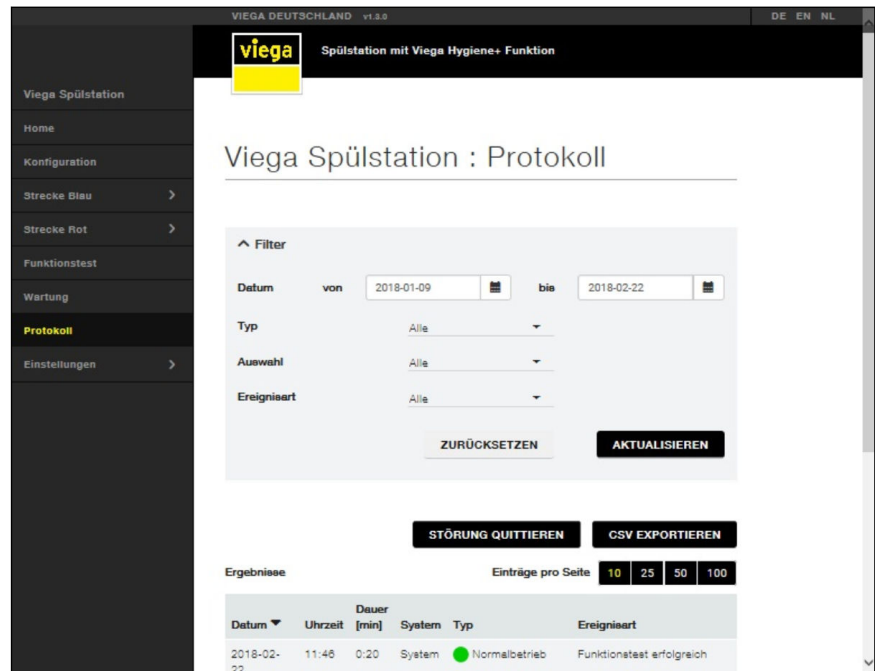 VIEGA DEUTSCHLAND v1.3.0 DE EN NL
viega Spülstation mit Viega Hygiene+ Funktion
Viega Spülstation
Home
Konfiguration
Strecke Blau
Strecke Rot
Funktionstest
Wartung
Protokoll
Einstellungen
Viega Spülstation : Protokoll
Filter
Datum von 2018-01-09 bis 2018-02-22
Typ Alle
Auswahl Alle
Ereignisart Alle
ZURÜCKSETZEN AKTUALISIEREN
STÖRUNG QUITTIEREN CSV EXPORTIEREN
Ergebnisse Einträge pro Seite 10 25 50 100
Dauer
Datum Uhrzeit [min] System Typ Ereignisart
2018-02- 11:46 0:20 System Normalbetrieb Funktionstest erfolgreich
22